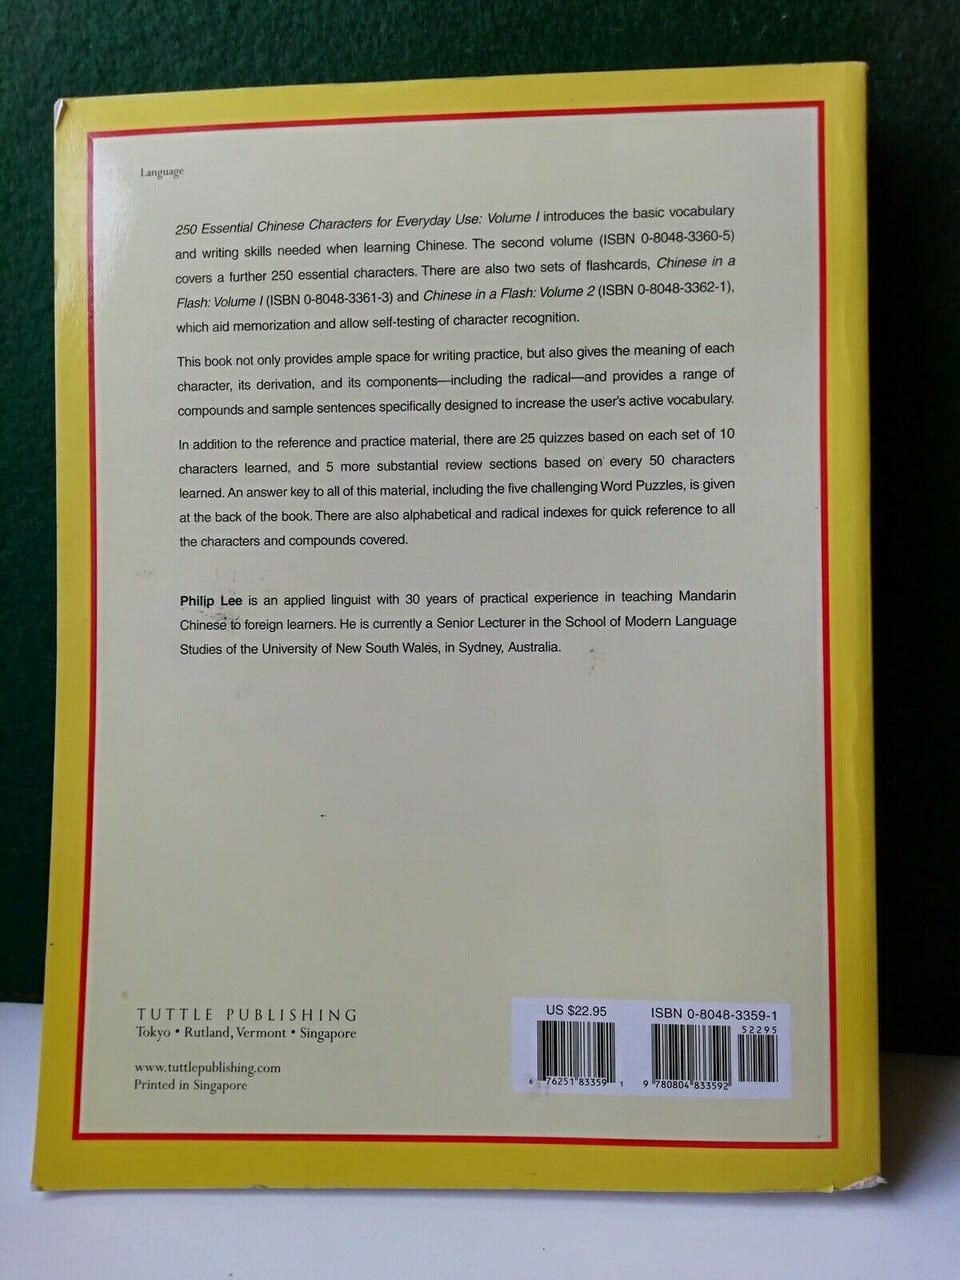 Language
250 Essential Chinese Characters for Everyday Use: Volume I introduces the basic vocabulary
and writing skills needed when learning Chinese. The second volume (ISBN 0-8048-3360-5)
covers a further 250 essential characters. There are also two sets of flashcards, Chinese in a
Flash: Volume I (ISBN 0-8048-3361-3) and Chinese in a Flash: Volume 2 (ISBN 0-8048-3362-1),
which aid memorization and allow self-testing of character recognition.
This book not only provides ample space for writing practice, but also gives the meaning of each
character, its derivation, and its components—including the radical—and provides a range of
compounds and sample sentences specifically designed to increase the user's active vocabulary.
In addition to the reference and practice material, there are 25 quizzes based on each set of 10
characters learned, and 5 more substantial review sections based on every 50 characters
learned. An answer key to all of this material, including the five challenging Word Puzzles, is given
at the back of the book. There are also alphabetical and radical indexes for quick reference to all
the characters and compounds covered.
Philip Lee is an applied linguist with 30 years of practical experience in teaching Mandarin
Chinese to foreign learners. He is currently a Senior Lecturer in the School of Modern Language
Studies of the University of New South Wales, in Sydney, Australia.
TUTTLE PUBLISHING
Tokyo • Rutland, Vermont • Singapore
www.tuttlepublishing.com
Printed in Singapore
US $22.95
6 76251 83359 1
ISBN 0-8048-3359-1
52295
9 780804 833592